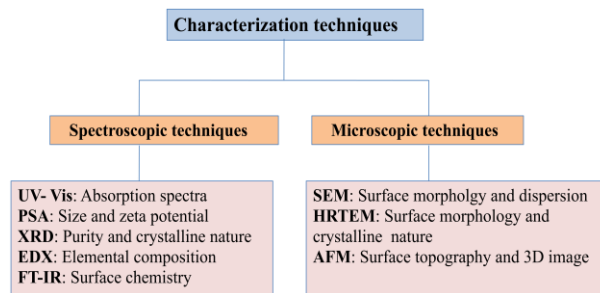 Characterization techniques
Spectroscopic techniques
Microscopic techniques
UV- Vis: Absorption spectra
PSA: Size and zeta potential
XRD: Purity and crystalline nature
EDX: Elemental composition
FT-IR: Surface chemistry
SEM: Surface morpholgy and dispersion
HRTEM: Surface morphology and
crystalline nature
AFM: Surface topography and 3D image